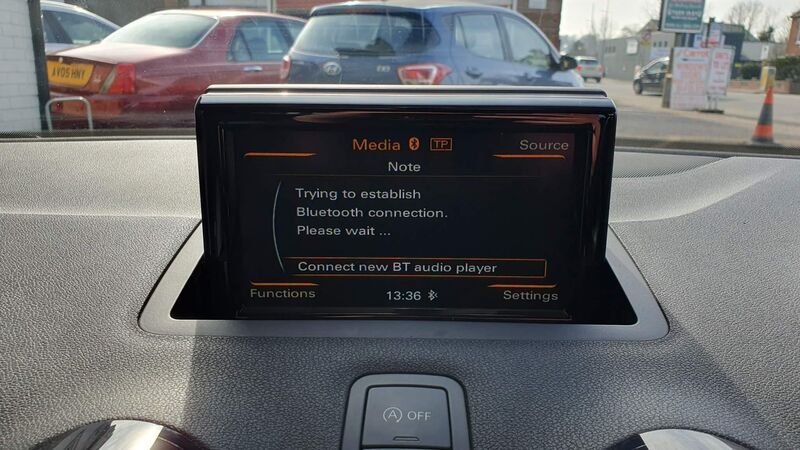 AV05 HNY
Media TP Source
Note
Trying to establish
Bluetooth connection.
Please wait ...
Connect new BT audio player
Functions 13:36 Settings
A OFF